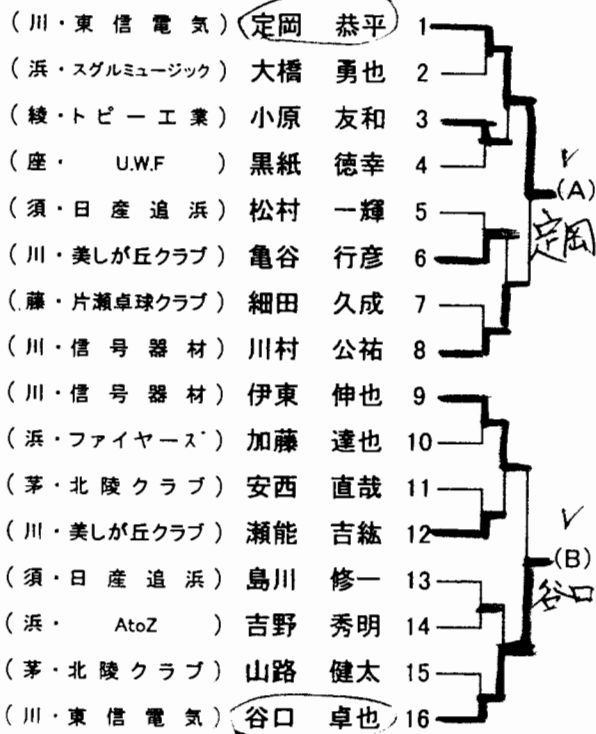 (川・東信電気) 定岡 恭平 1
(浜・スグルミュージック) 大橋 勇也 2
(綾・トピー工業) 小原 友和 3
(座・U.W.F) 黒紙 徳幸 4
(A)
定岡
(須・日産追浜) 松村 一輝 5
(川・美しが丘クラブ) 亀谷 行彦 6
(藤・片瀬卓球クラブ) 細田 久成 7
(川・信号器材) 川村 公祐 8
(川・信号器材) 伊東 伸也 9
(浜・ファイヤーズ) 加藤 達也 10
(茅・北陵クラブ) 安西 直哉 11
(川・美しが丘クラブ) 瀬能 吉紘 12
(B)
谷口
(須・日産追浜) 島川 修一 13
(浜・AtoZ) 吉野 秀明 14
(茅・北陵クラブ) 山路 健太 15
(川・東信電気) 谷口 卓也 16